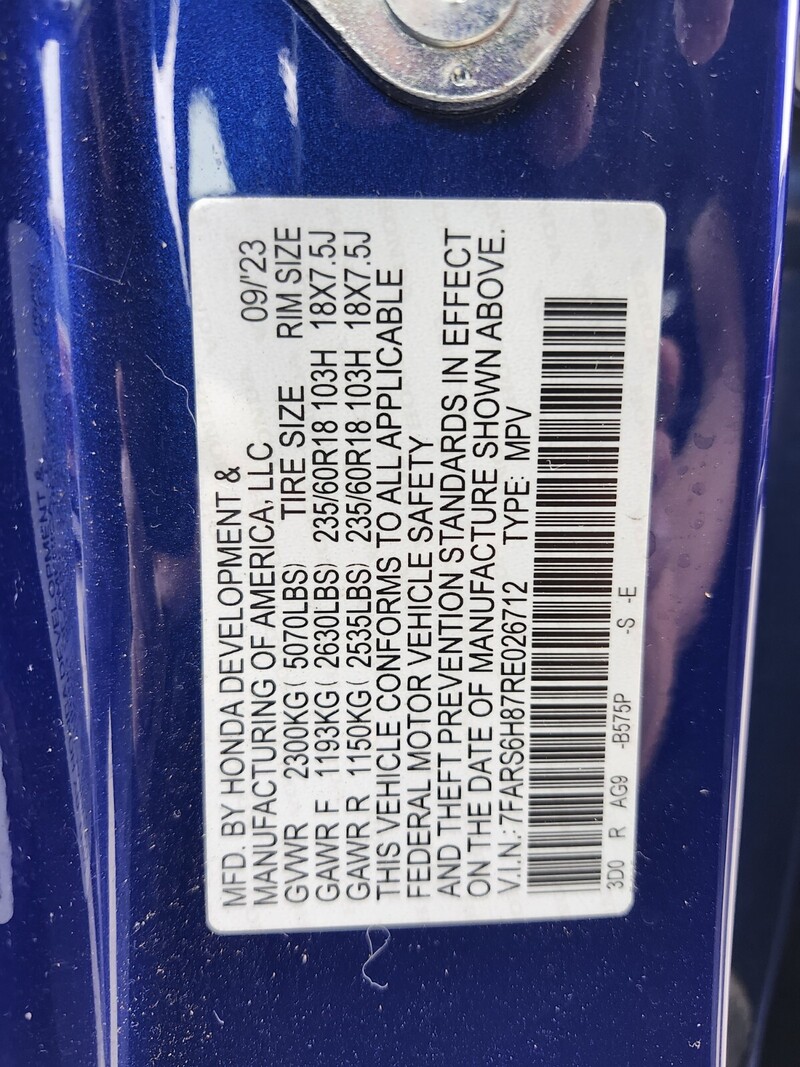 MFD. BY HONDA DEVELOPMENT &
MANUFACTURING OF AMERICA, LLC 09/'23
GVWR 2300KG( 5070LBS) TIRE SIZE RIM SIZE
GAWR F 1193KG( 2630LBS) 235/60R18 103H 18X7.5J
GAWR R 1150KG( 2535LBS) 235/60R18 103H 18X7.5J
THIS VEHICLE CONFORMS TO ALL APPLICABLE
FEDERAL MOTOR VEHICLE SAFETY
AND THEFT PREVENTION STANDARDS IN EFFECT
ON THE DATE OF MANUFACTURE SHOWN ABOVE.
V.I.N.: 7FARS6H87RE026712 TYPE: MPV
3D0 R AG9 -B575P -S -E